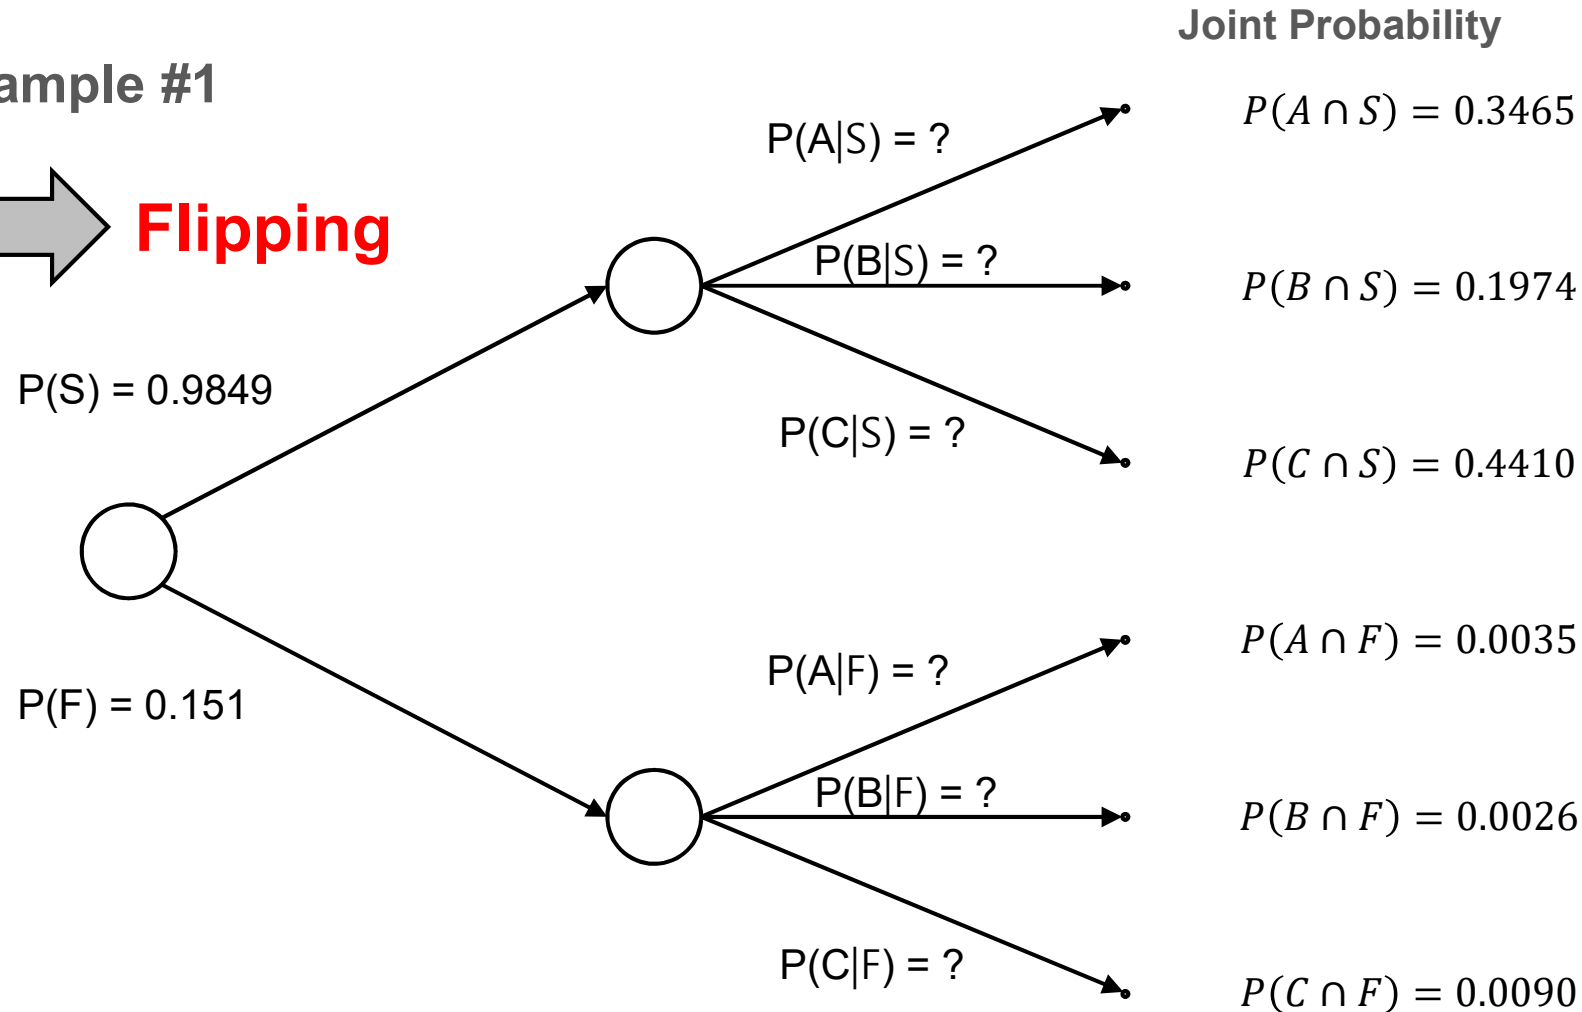 Joint Probability
ample #1
P(A ∩ S) = 0.3465
P(A|S) = ?
Flipping
P(B|S) = ?
P(B ∩ S) = 0.1974
P(S) = 0.9849
P(C|S) = ?
P(C ∩ S) = 0.4410
P(A ∩ F) = 0.0035
P(A|F) = ?
P(F) = 0.151
P(B|F) = ?
P(B ∩ F) = 0.0026
P(C|F) = ?
P(C ∩ F) = 0.0090